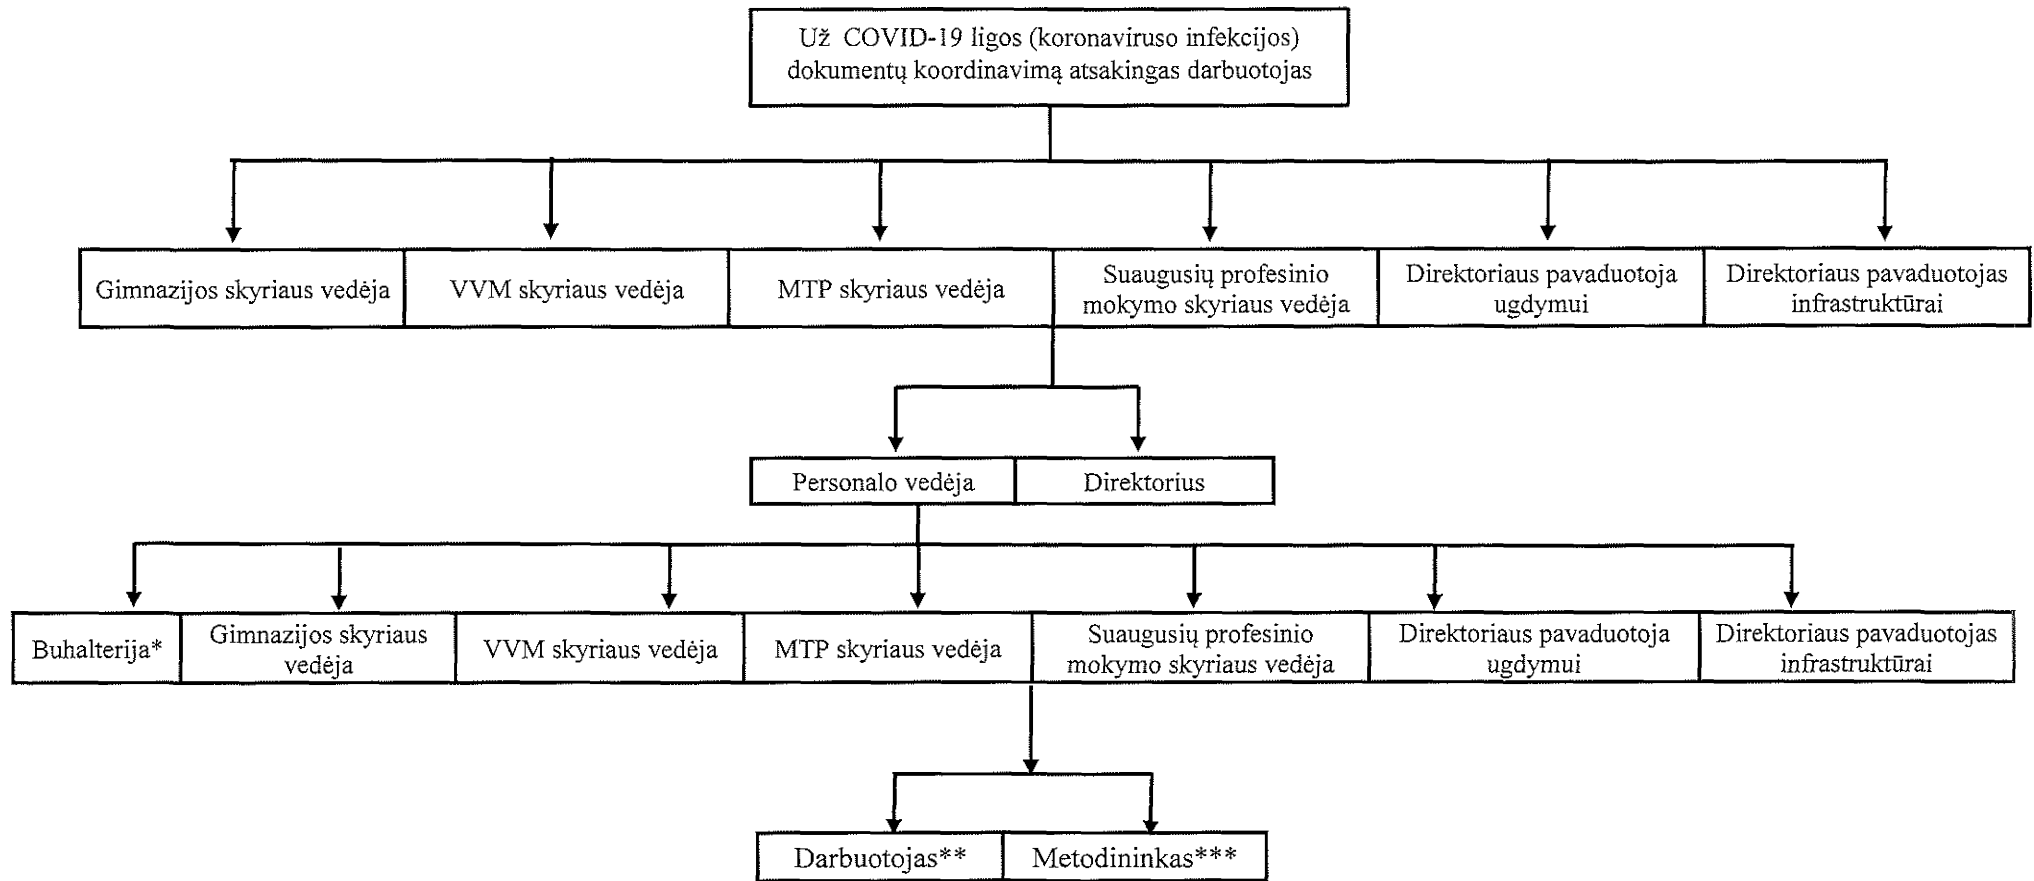 Už COVID-19 ligos (koronaviruso infekcijos)
dokumentų koordinavimą atsakingas darbuotojas
Gimnazijos skyriaus vedėja
VVM skyriaus vedėja
MTP skyriaus vedėja
Suaugusių profesinio
mokymo skyriaus vedėja
Direktoriaus pavaduotoja
ugdymui
Direktoriaus pavaduotojas
infrastruktūrai
Personalo vedėja
Direktorius
Buhalterija*
Gimnazijos skyriaus
vedėja
VVM skyriaus vedėja
MTP skyriaus vedėja
Suaugusių profesinio
mokymo skyriaus vedėja
Direktoriaus pavaduotoja
ugdymui
Direktoriaus pavaduotojas
infrastruktūrai
Darbuotojas**
Metodininkas***